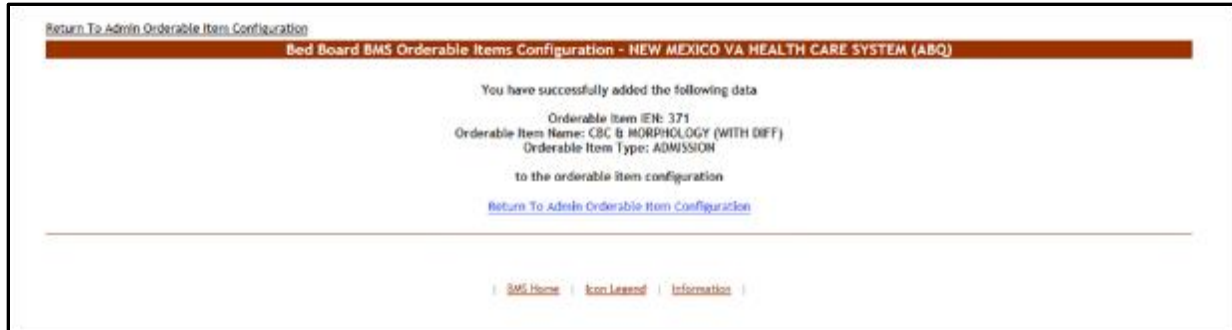 Return To Admin Orderable Item Configuration
Bed Board BMS Orderable Items Configuration - NEW MEXICO VA HEALTH CARE SYSTEM (ABQ)
You have successfully added the following data
Orderable Item IEN: 371
Orderable Item Name: CBC & MORPHOLOGY (WITH DIFF)
Orderable Item Type: ADMISSION
to the orderable item configuration
Return To Admin Orderable Item Configuration
| BMS Home | Icon Legend | Information |